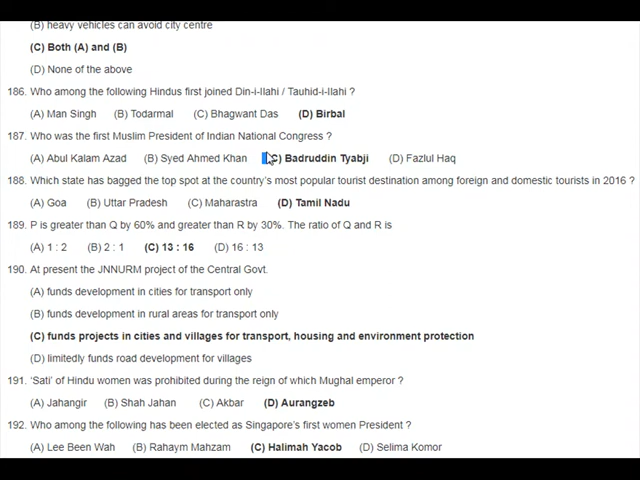 (B) heavy vehicles can avoid city centre
(C) Both (A) and (B)
(D) None of the above
186. Who among the following Hindus first joined Din-i-Ilahi / Tauhid-i-Ilahi ?
(A) Man Singh (B) Todarmal (C) Bhagwant Das (D) Birbal
187. Who was the first Muslim President of Indian National Congress ?
(A) Abul Kalam Azad (B) Syed Ahmed Khan (C) Badruddin Tyabji (D) Fazlul Haq
188. Which state has bagged the top spot at the country's most popular tourist destination among foreign and domestic tourists in 2016 ?
(A) Goa (B) Uttar Pradesh (C) Maharastra (D) Tamil Nadu
189. P is greater than Q by 60% and greater than R by 30%. The ratio of Q and R is
(A) 1 : 2 (B) 2 : 1 (C) 13 : 16 (D) 16 : 13
190. At present the JNNURM project of the Central Govt.
(A) funds development in cities for transport only
(B) funds development in rural areas for transport only
(C) funds projects in cities and villages for transport, housing and environment protection
(D) limitedly funds road development for villages
191. 'Sati' of Hindu women was prohibited during the reign of which Mughal emperor ?
(A) Jahangir (B) Shah Jahan (C) Akbar (D) Aurangzeb
192. Who among the following has been elected as Singapore's first women President ?
(A) Lee Been Wah (B) Rahaym Mahzam (C) Halimah Yacob (D) Selima Komor